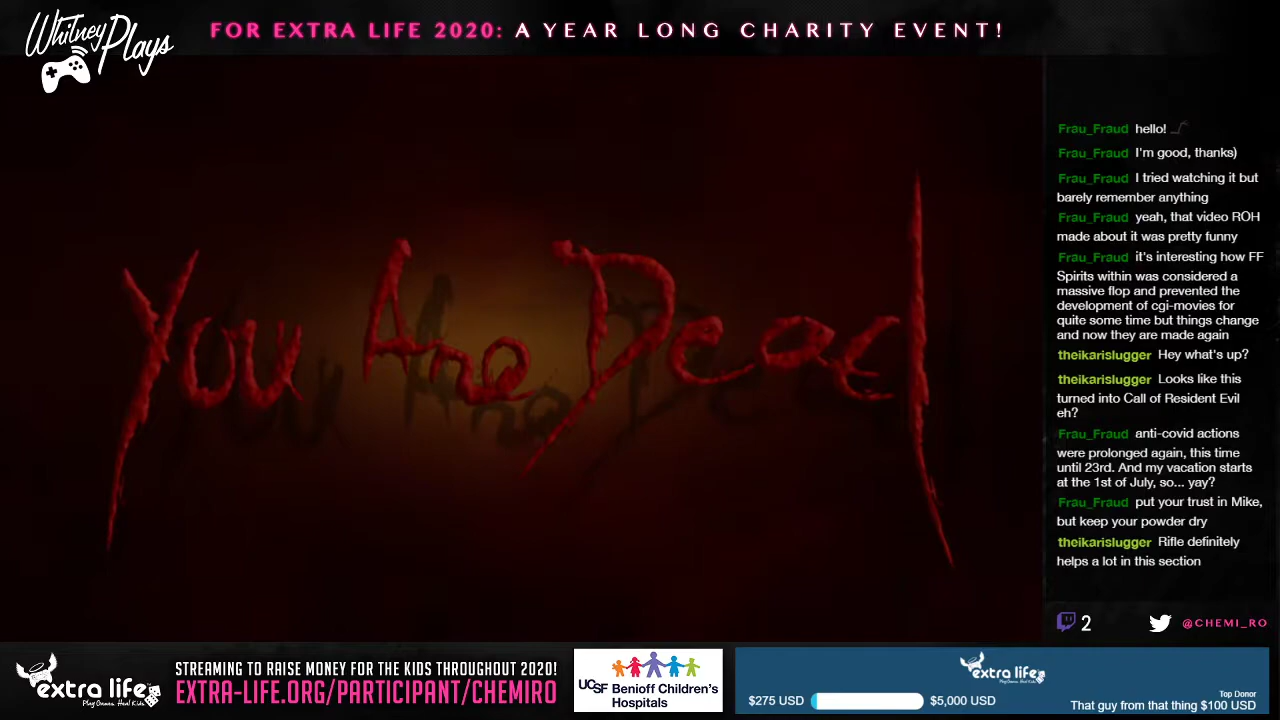 Whitney Plays
FOR EXTRA LIFE 2020: A YEAR LONG CHARITY EVENT!
You Are Dead
Frau_Fraud hello!
Frau_Fraud I'm good, thanks)
Frau_Fraud I tried watching it but
barely remember anything
Frau_Fraud yeah, that video ROH
made about it was pretty funny
Frau_Fraud it's interesting how FF
Spirits within was considered a
massive flop and prevented the
development of cgi-movies for
quite some time but things change
and now they are made again
theikarislugger Hey what's up?
theikarislugger Looks like this
turned into Call of Resident Evil
eh?
Frau_Fraud anti-covid actions
were prolonged again, this time
until 23rd. And my vacation starts
at the 1st of July, so... yay?
Frau_Fraud put your trust in Mike,
but keep your powder dry
theikarislugger Rifle definitely
helps a lot in this section
2 @CHEMI_RO
extra life
Play Games. Heal Kids.
STREAMING TO RAISE MONEY FOR THE KIDS THROUGHOUT 2020!
EXTRA-LIFE.ORG/PARTICIPANT/CHEMIRO
UCSF Benioff Children's
Hospitals
extra life
Play Games. Heal Kids.
$275 USD $5,000 USD
Top Donor
That guy from that thing $100 USD